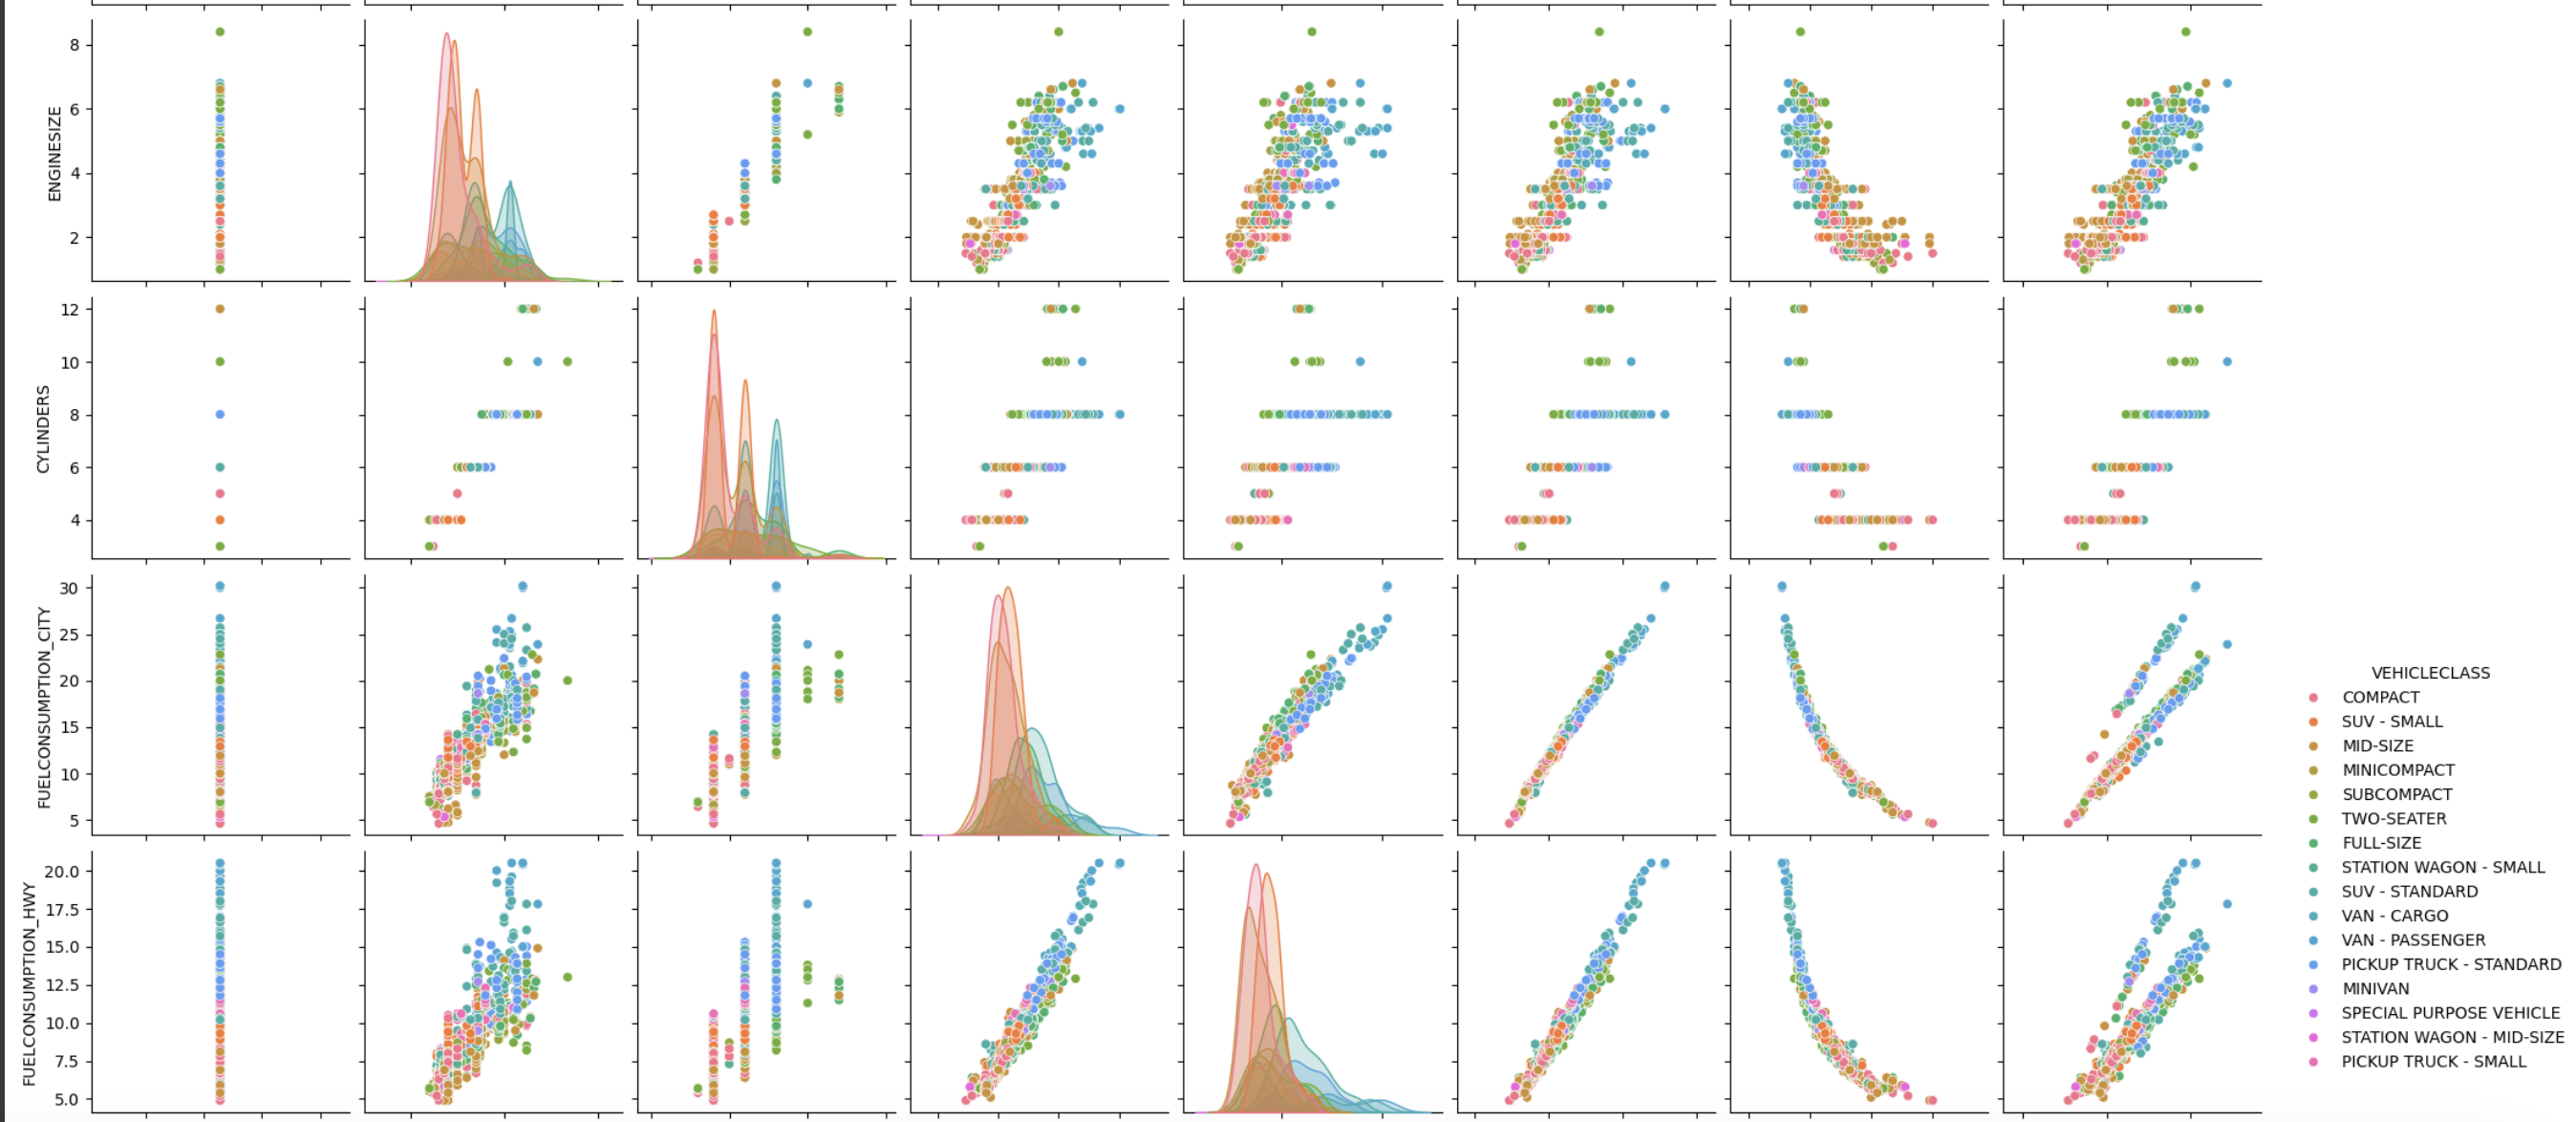 ENGINESIZE
8
6
4
2
CYLINDERS
12
10
8
6
4
FUELCONSUMPTION_CITY
30
25
20
15
10
5
FUELCONSUMPTION_HWY
20.0
17.5
15.0
12.5
10.0
7.5
5.0
VEHICLECLASS
COMPACT
SUV - SMALL
MID-SIZE
MINICOMPACT
SUBCOMPACT
TWO-SEATER
FULL-SIZE
STATION WAGON - SMALL
SUV - STANDARD
VAN - CARGO
VAN - PASSENGER
PICKUP TRUCK - STANDARD
MINIVAN
SPECIAL PURPOSE VEHICLE
STATION WAGON - MID-SIZE
PICKUP TRUCK - SMALL